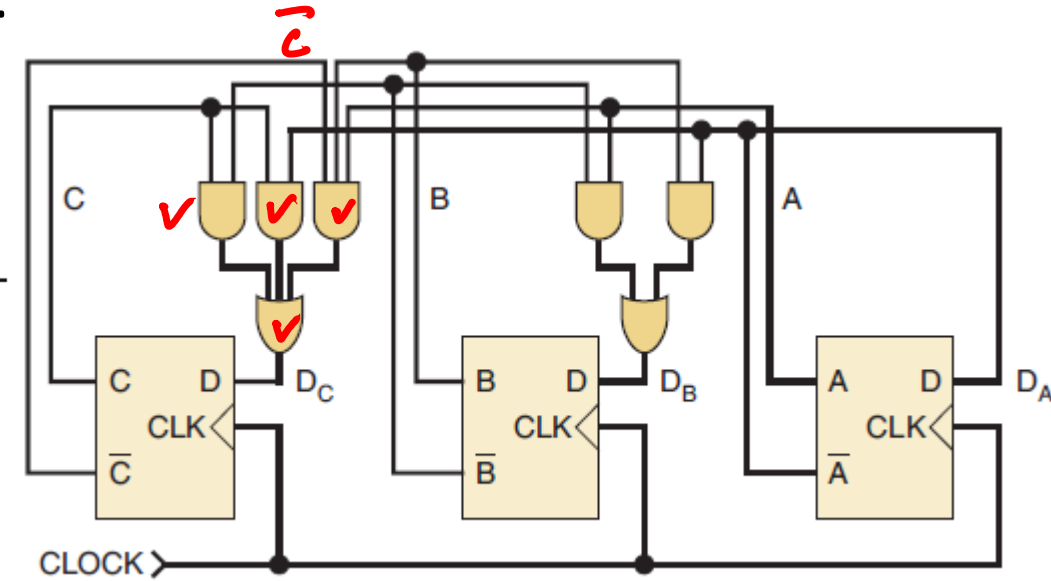 C̅
C
B
A
C D D_C
B D D_B
A D D_A
CLK
CLK
CLK
C̅
B̅
A̅
CLOCK